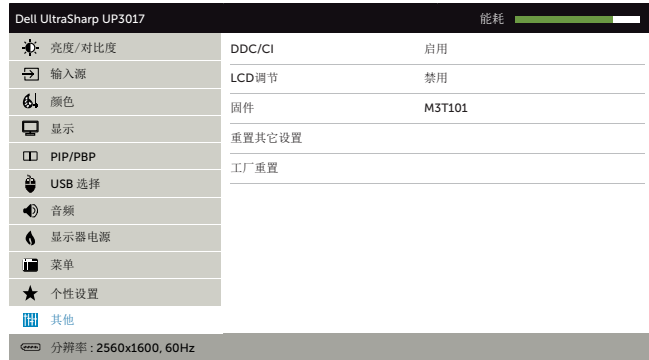 Dell UltraSharp UP3017 能耗
亮度/对比度 DDC/CI 启用
输入源 LCD调节 禁用
颜色 固件 M3T101
显示 重置其它设置
PIP/PBP 工厂重置
USB 选择
音频
显示器电源
菜单
个性设置
其他
分辨率 : 2560x1600, 60Hz